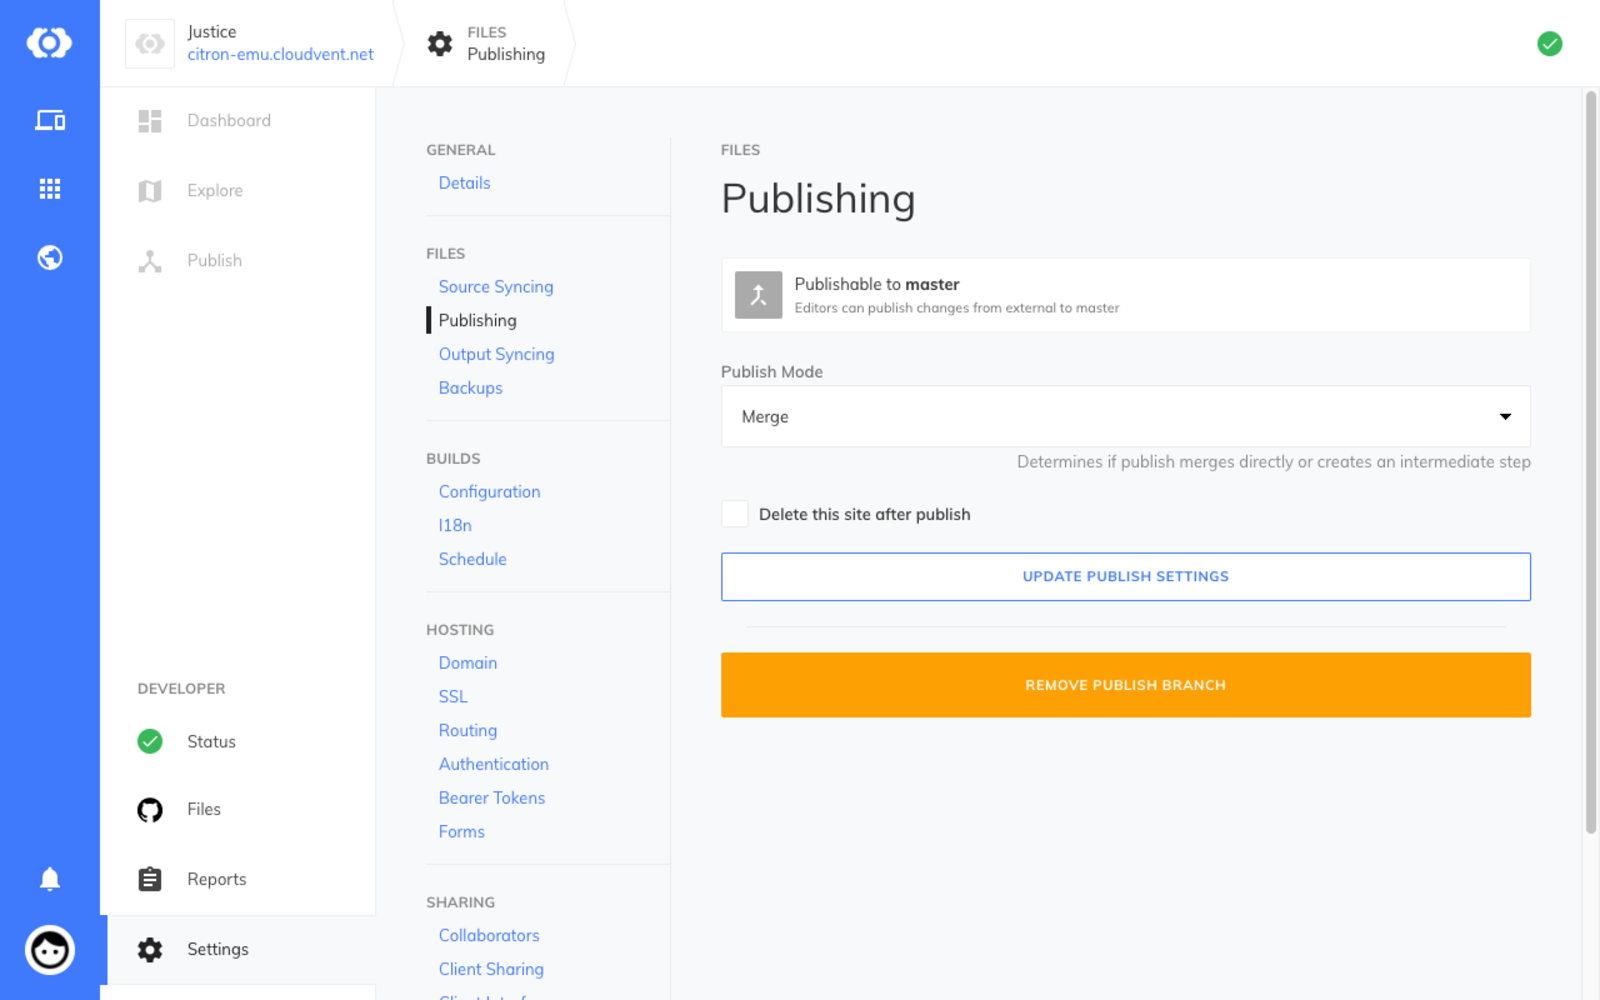 Justice
citron-emu.cloudvent.net
FILES
Publishing
Dashboard
Explore
Publish
DEVELOPER
Status
Files
Reports
Settings
GENERAL
Details
FILES
Source Syncing
Publishing
Output Syncing
Backups
BUILDS
Configuration
I18n
Schedule
HOSTING
Domain
SSL
Routing
Authentication
Bearer Tokens
Forms
SHARING
Collaborators
Client Sharing
FILES
Publishing
Publishable to master
Editors can publish changes from external to master
Publish Mode
Merge
Determines if publish merges directly or creates an intermediate step
Delete this site after publish
UPDATE PUBLISH SETTINGS
REMOVE PUBLISH BRANCH